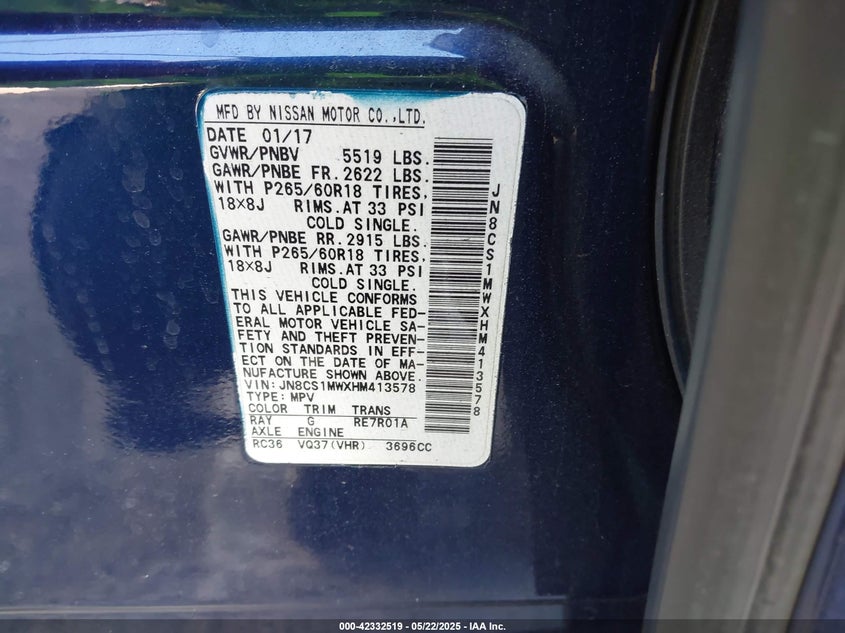 MFD BY NISSAN MOTOR CO.,LTD.
DATE 01/17
GVWR/PNBV 5519 LBS.
GAWR/PNBE FR. 2622 LBS.
WITH P265/60R18 TIRES,
18X8J RIMS.AT 33 PSI
COLD SINGLE.
GAWR/PNBE RR. 2915 LBS.
WITH P265/60R18 TIRES,
18X8J RIMS.AT 33 PSI
COLD SINGLE.
THIS VEHICLE CONFORMS
TO ALL APPLICABLE FED-
ERAL MOTOR VEHICLE SA-
FETY AND THEFT PREVEN-
TION STANDARDS IN EFF-
ECT ON THE DATE OF MA-
NUFACTURE SHOWN ABOVE.
VIN: JN8CS1MWXHM413578
TYPE: MPV
COLOR TRIM TRANS
RAY G RE7R01A
AXLE ENGINE
RC36 VQ37(VHR) 3696CC
JN8CS1MWXHM413578
000-42332519 - 05/22/2025 - IAA Inc.